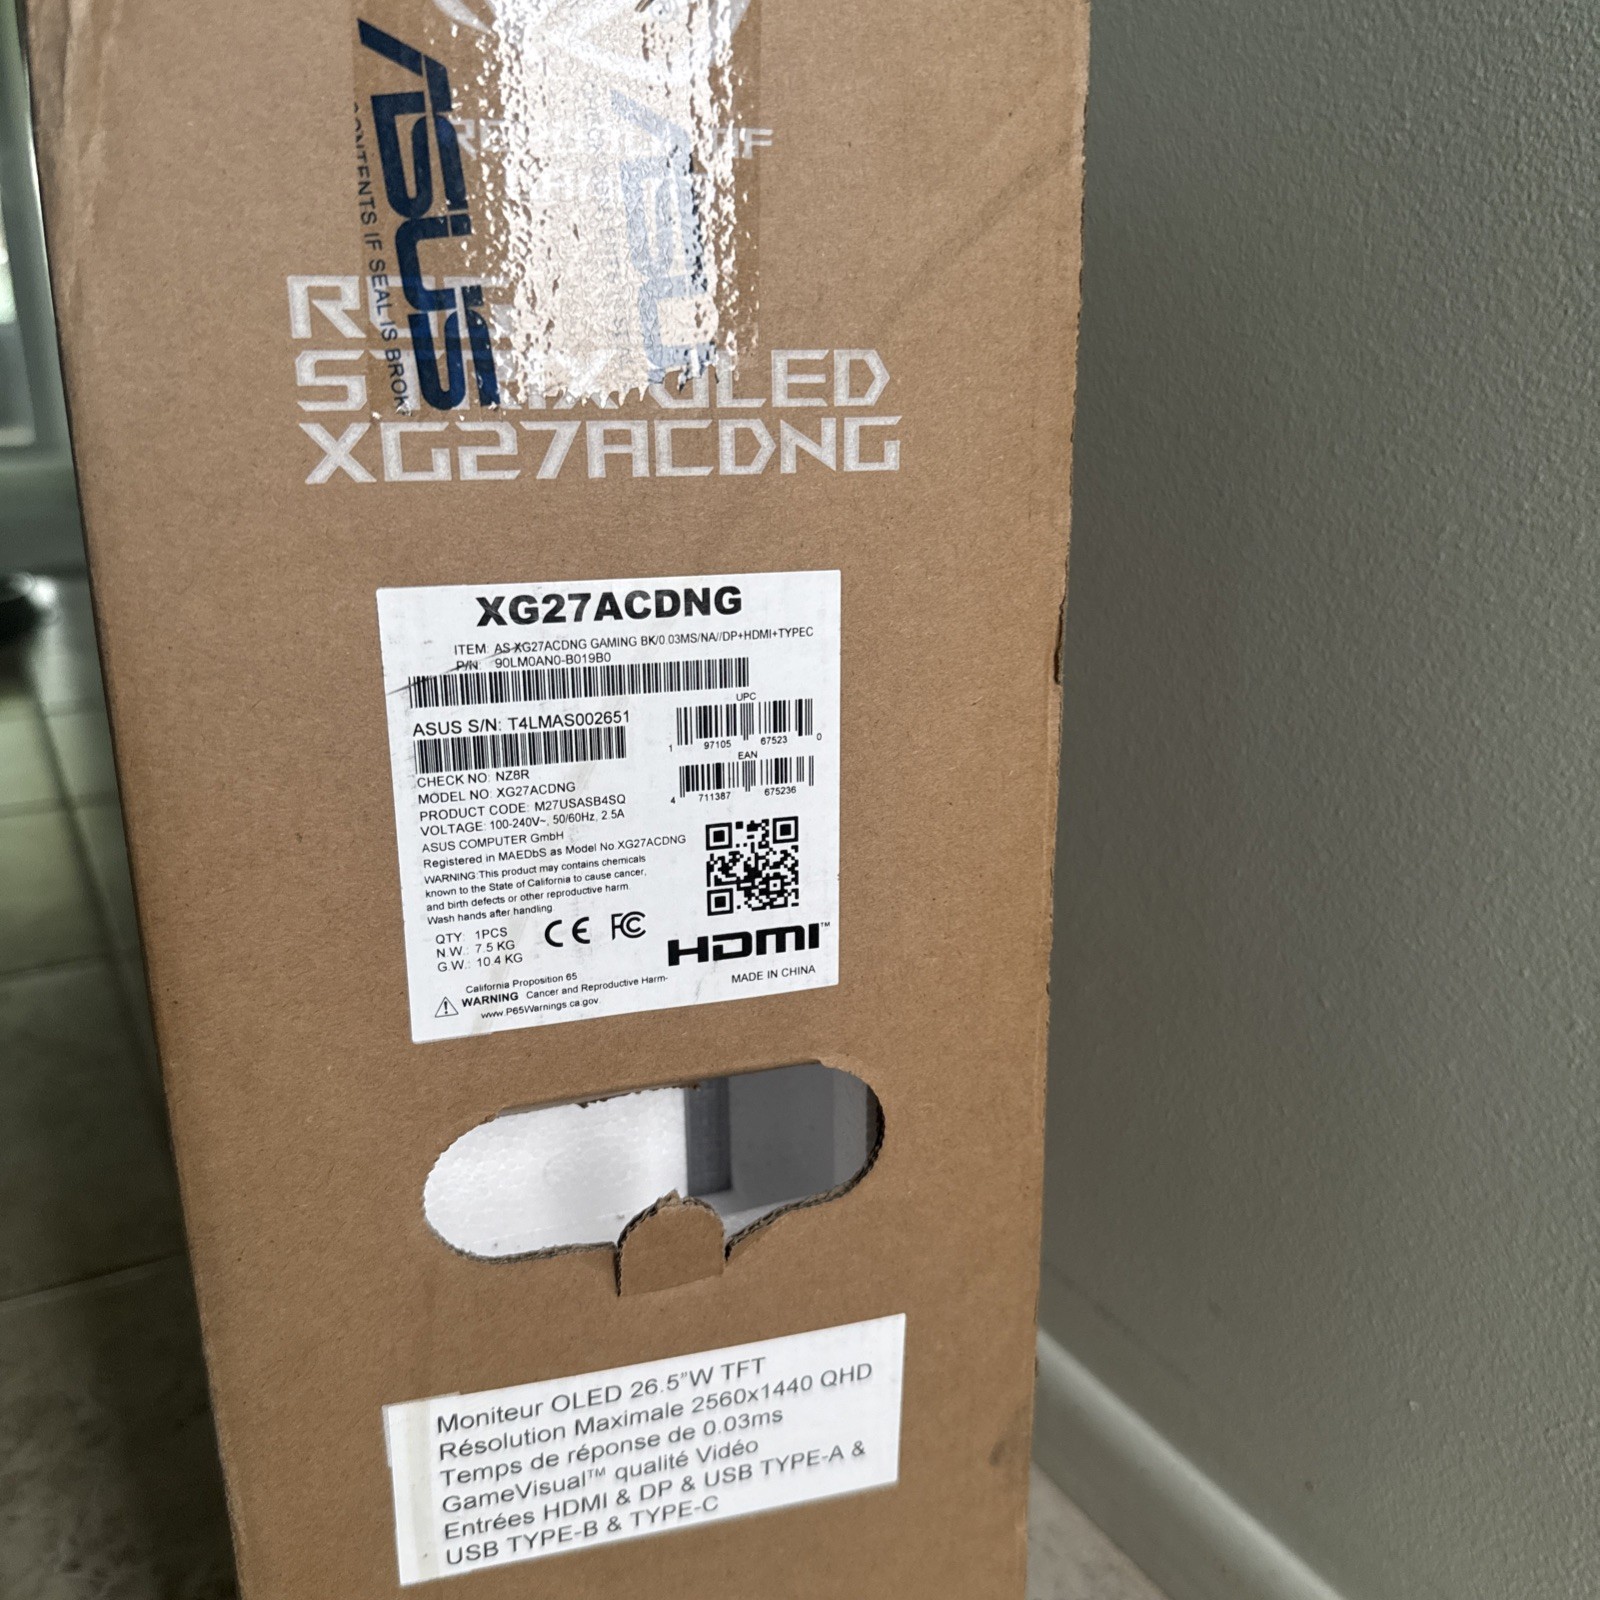 ASUS
CONTENTS IF SEAL IS BROK
OF
OLED
XG27ACDNG
XG27ACDNG
ITEM: AS-XG27ACDNG GAMING BK/0.03MS/NA//DP+HDMI+TYPEC
P/N: 90LM0AN0-B019B0
UPC
1 97105 67523 0
ASUS S/N: T4LMAS002651
EAN
4 711387 675236
CHECK NO: NZ8R
MODEL NO: XG27ACDNG
PRODUCT CODE: M27USASB4SQ
VOLTAGE: 100-240V~, 50/60Hz, 2.5A
ASUS COMPUTER GmbH
Registered in MAEDbS as Model No.XG27ACDNG
WARNING:This product may contains chemicals
known to the State of California to cause cancer,
and birth defects or other reproductive harm.
Wash hands after handling
QTY: 1PCS
N.W.: 7.5 KG
G.W.: 10.4 KG
CE FC
HDMI™
MADE IN CHINA
California Proposition 65
WARNING Cancer and Reproductive Harm-
www.P65Warnings.ca.gov
Moniteur OLED 26.5"W TFT
Résolution Maximale 2560x1440 QHD
Temps de réponse de 0.03ms
GameVisual™ qualité Vidéo
Entrées HDMI & DP & USB TYPE-A &
USB TYPE-B & TYPE-C